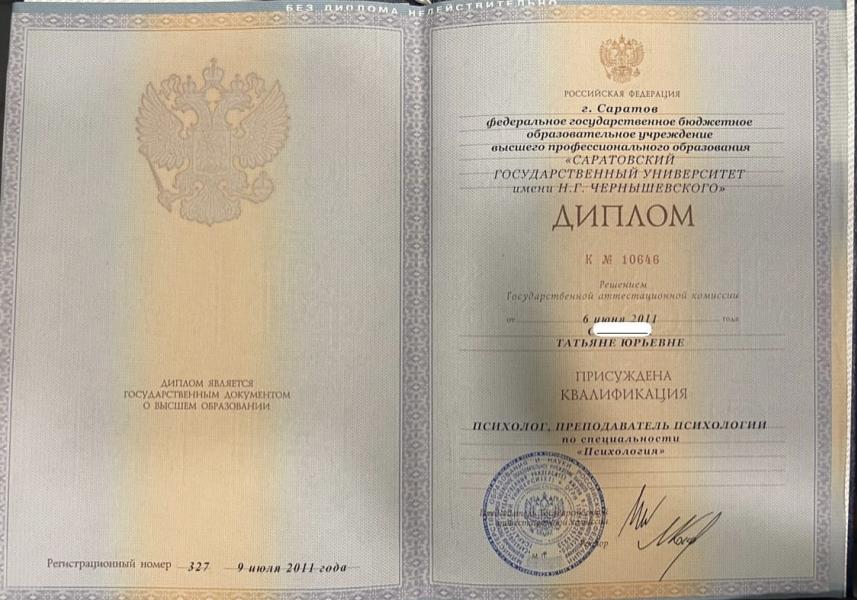 БЕЗ ДИПЛОМА НЕДЕЙСТВИТЕЛЬНО
ДИПЛОМ ЯВЛЯЕТСЯ
ГОСУДАРСТВЕННЫМ ДОКУМЕНТОМ
О ВЫСШЕМ ОБРАЗОВАНИИ
Регистрационный номер 327 9 июля 2011 года
РОССИЙСКАЯ ФЕДЕРАЦИЯ
г. Саратов
федеральное государственное бюджетное
образовательное учреждение
высшего профессионального образования
«САРАТОВСКИЙ
ГОСУДАРСТВЕННЫЙ УНИВЕРСИТЕТ
имени Н.Г. ЧЕРНЫШЕВСКОГО»
ДИПЛОМ
К № 10646
Решением
Государственной аттестационной комиссии
от 6 июня 2011 года
С
ТАТЬЯНЕ ЮРЬЕВНЕ
ПРИСУЖДЕНА
КВАЛИФИКАЦИЯ
ПСИХОЛОГ, ПРЕПОДАВАТЕЛЬ ПСИХОЛОГИИ
по специальности
«Психология»
аттестационной комиссии
М.П.